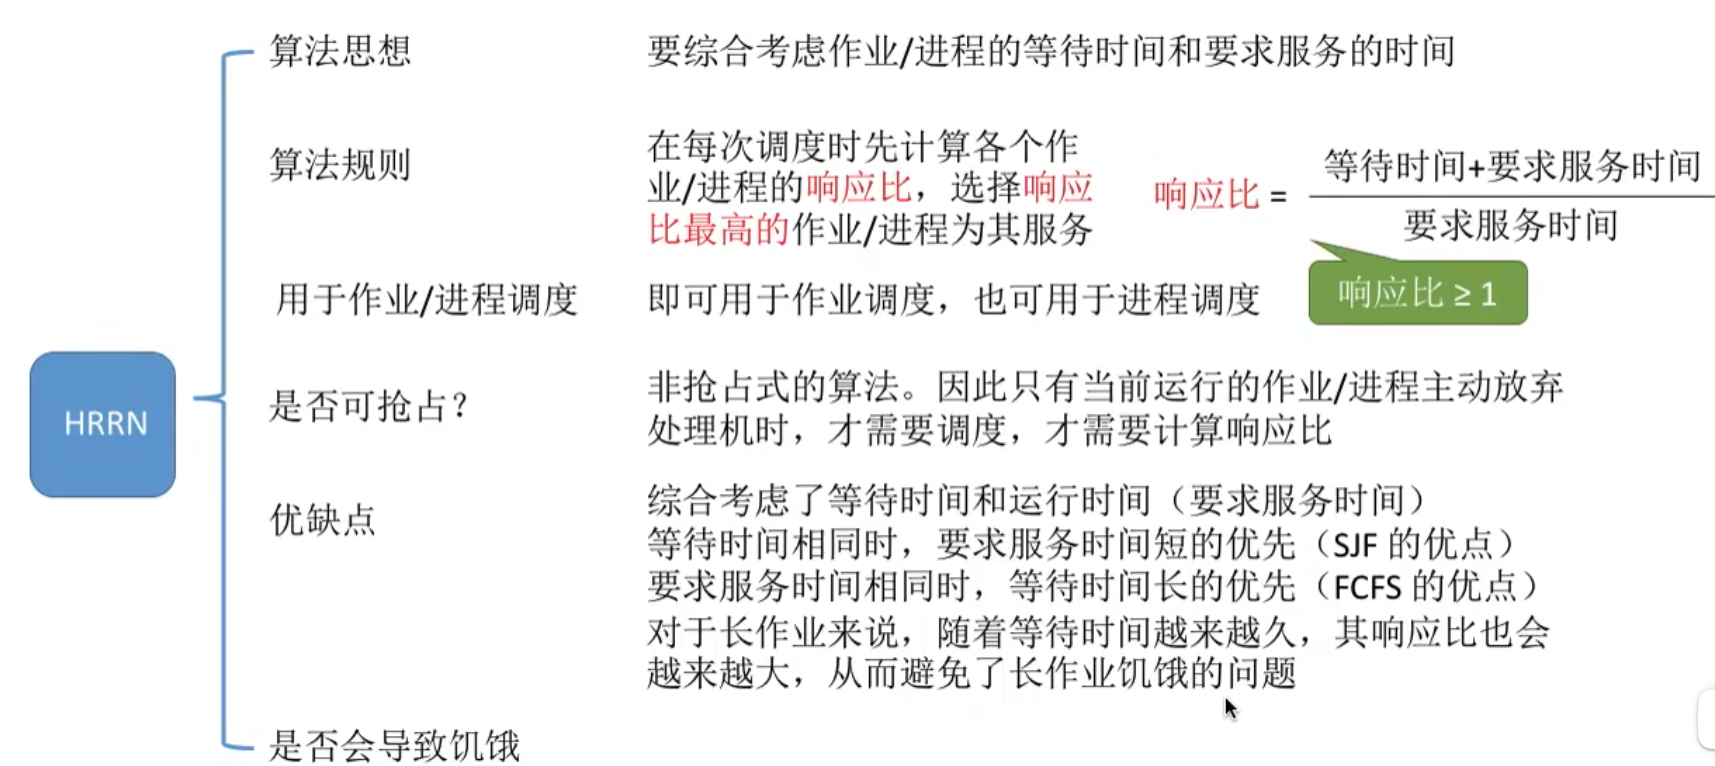 算法思想
要综合考虑作业/进程的等待时间和要求服务的时间
算法规则
在每次调度时先计算各个作
业/进程的响应比，选择响应
比最高的作业/进程为其服务
响应比 =
等待时间+要求服务时间
要求服务时间
响应比 ≥ 1
用于作业/进程调度
即可用于作业调度，也可用于进程调度
HRRN
是否可抢占？
非抢占式的算法。因此只有当前运行的作业/进程主动放弃
处理机时，才需要调度，才需要计算响应比
优缺点
综合考虑了等待时间和运行时间（要求服务时间）
等待时间相同时，要求服务时间短的优先（SJF 的优点）
要求服务时间相同时，等待时间长的优先（FCFS 的优点）
对于长作业来说，随着等待时间越来越久，其响应比也会
越来越大，从而避免了长作业饥饿的问题
是否会导致饥饿